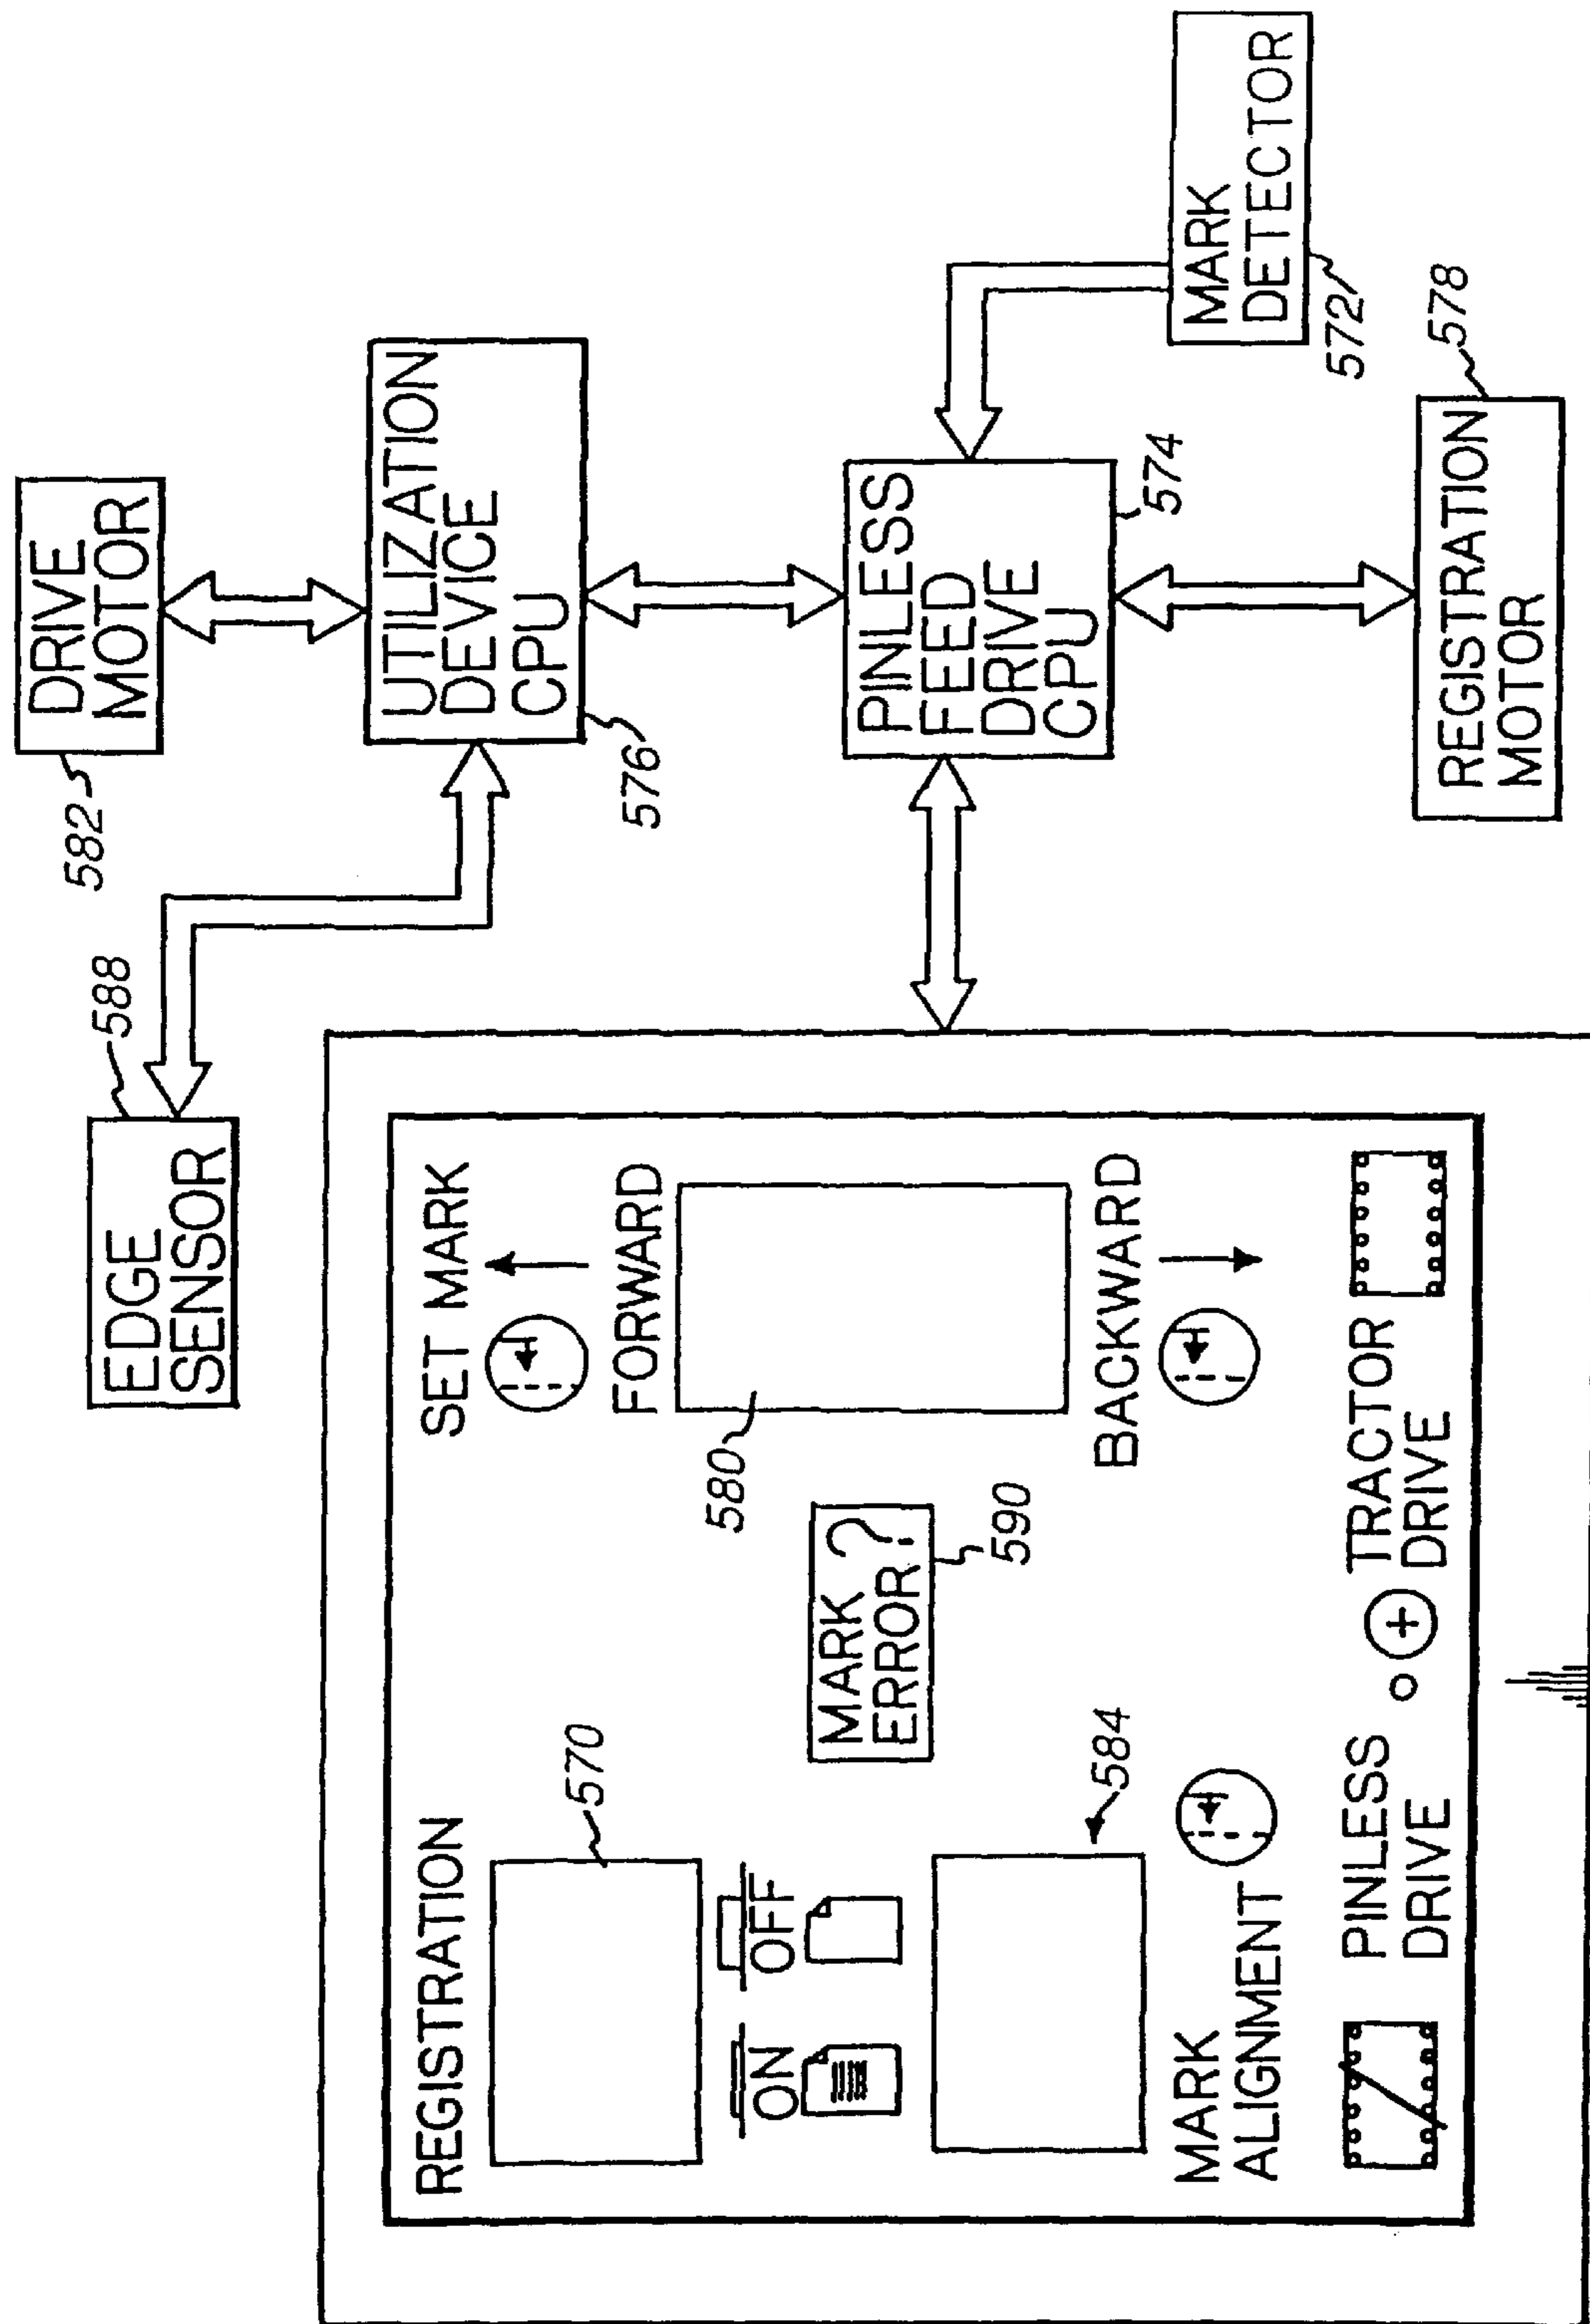 DRIVE
MOTOR
582
UTILIZATION
DEVICE
CPU
576
EDGE
SENSOR
588
PINLESS
FEED
DRIVE
CPU
574
MARK
DETECTOR
572
REGISTRATION
MOTOR
578
REGISTRATION
570
ON
OFF
584
MARK
ALIGNMENT
MARK
ERROR?
590
SET MARK
FORWARD
580
BACKWARD
PINLESS
DRIVE
TRACTOR
DRIVE